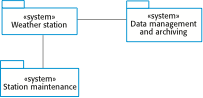 «system»
Weather station
«system»
Data management
and archiving
«system»
Station maintenance